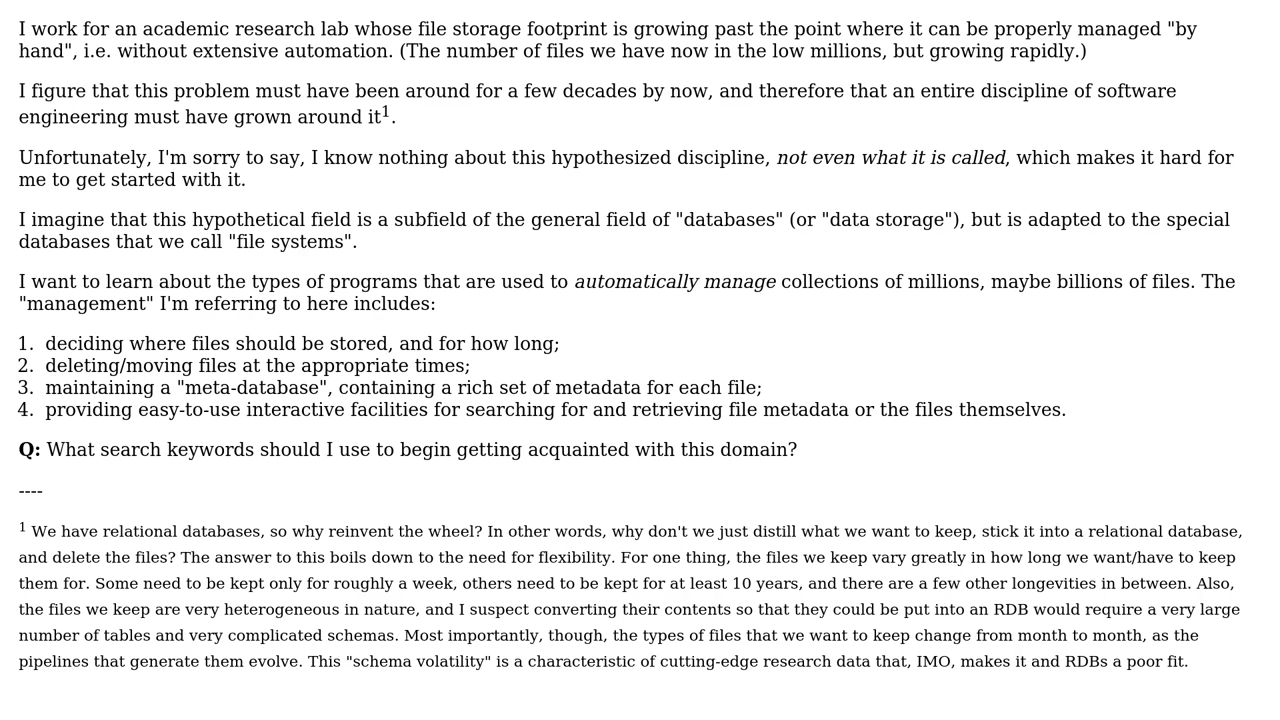 I work for an academic research lab whose file storage footprint is growing past the point where it can be properly managed "by
hand", i.e. without extensive automation. (The number of files we have now in the low millions, but growing rapidly.)
I figure that this problem must have been around for a few decades by now, and therefore that an entire discipline of software
engineering must have grown around it1.
Unfortunately, I'm sorry to say, I know nothing about this hypothesized discipline, not even what it is called, which makes it hard for
me to get started with it.
I imagine that this hypothetical field is a subfield of the general field of "databases" (or "data storage"), but is adapted to the special
databases that we call "file systems".
I want to learn about the types of programs that are used to automatically manage collections of millions, maybe billions of files. The
"management" I'm referring to here includes:
1. deciding where files should be stored, and for how long;
2. deleting/moving files at the appropriate times;
3. maintaining a "meta-database", containing a rich set of metadata for each file;
4. providing easy-to-use interactive facilities for searching for and retrieving file metadata or the files themselves.
Q: What search keywords should I use to begin getting acquainted with this domain?
----
1 We have relational databases, so why reinvent the wheel? In other words, why don't we just distill what we want to keep, stick it into a relational database,
and delete the files? The answer to this boils down to the need for flexibility. For one thing, the files we keep vary greatly in how long we want/have to keep
them for. Some need to be kept only for roughly a week, others need to be kept for at least 10 years, and there are a few other longevities in between. Also,
the files we keep are very heterogeneous in nature, and I suspect converting their contents so that they could be put into an RDB would require a very large
number of tables and very complicated schemas. Most importantly, though, the types of files that we want to keep change from month to month, as the
pipelines that generate them evolve. This "schema volatility" is a characteristic of cutting-edge research data that, IMO, makes it and RDBs a poor fit.